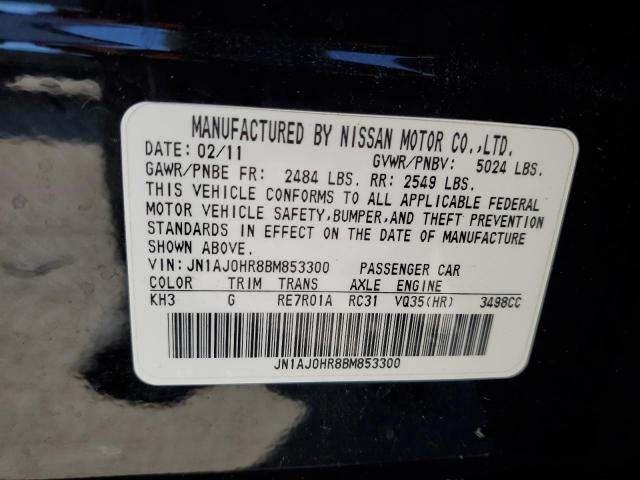 MANUFACTURED BY NISSAN MOTOR CO.,LTD.
DATE: 02/11 GVWR/PNBV: 5024 LBS.
GAWR/PNBE FR: 2484 LBS. RR: 2549 LBS.
THIS VEHICLE CONFORMS TO ALL APPLICABLE FEDERAL
MOTOR VEHICLE SAFETY,BUMPER,AND THEFT PREVENTION
STANDARDS IN EFFECT ON THE DATE OF MANUFACTURE
SHOWN ABOVE.
VIN:JN1AJ0HR8BM853300 PASSENGER CAR
COLOR TRIM TRANS AXLE ENGINE
KH3 G RE7R01A RC31 VQ35(HR) 3498CC
JN1AJ0HR8BM853300